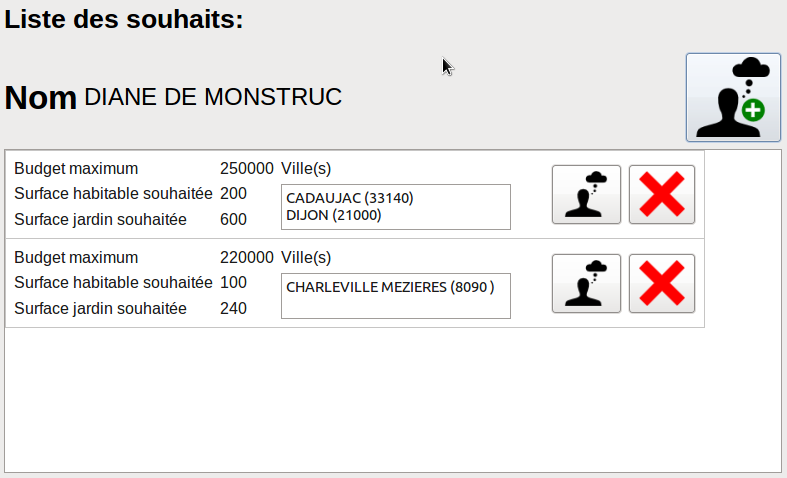 Liste des souhaits:
Nom DIANE DE MONSTRUC
Budget maximum 250000 Ville(s)
Surface habitable souhaitée 200
CADAUJAC (33140)
DIJON (21000)
Surface jardin souhaitée 600
Budget maximum 220000 Ville(s)
Surface habitable souhaitée 100
CHARLEVILLE MEZIERES (8090 )
Surface jardin souhaitée 240